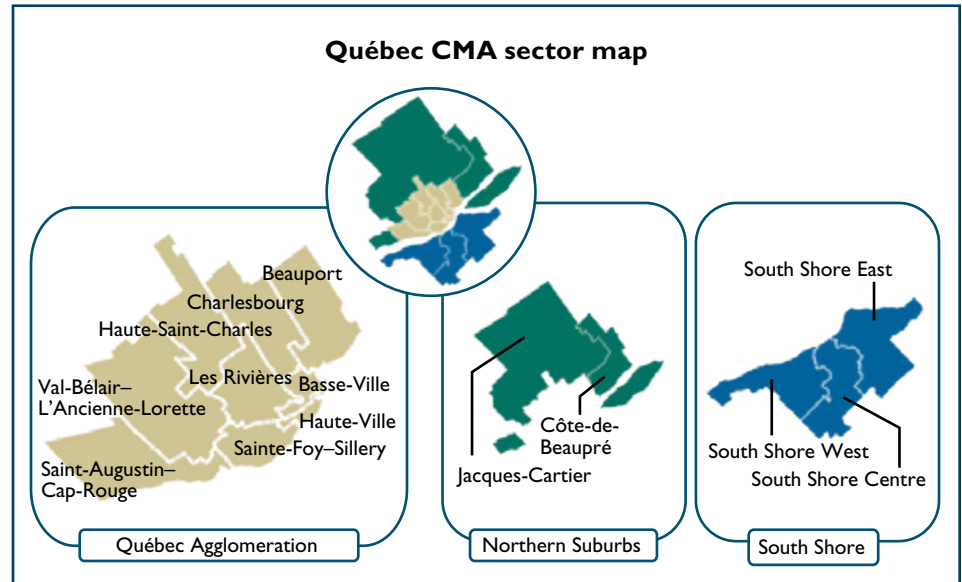 Québec CMA sector map
Beauport
Charlesbourg
Haute-Saint-Charles
Les Rivières
Basse-Ville
Val-Bélair–
L'Ancienne-Lorette
Haute-Ville
Sainte-Foy–Sillery
Saint-Augustin–
Cap-Rouge
Québec Agglomeration
Côte-de-
Beaupré
Jacques-Cartier
Northern Suburbs
South Shore East
South Shore West
South Shore Centre
South Shore